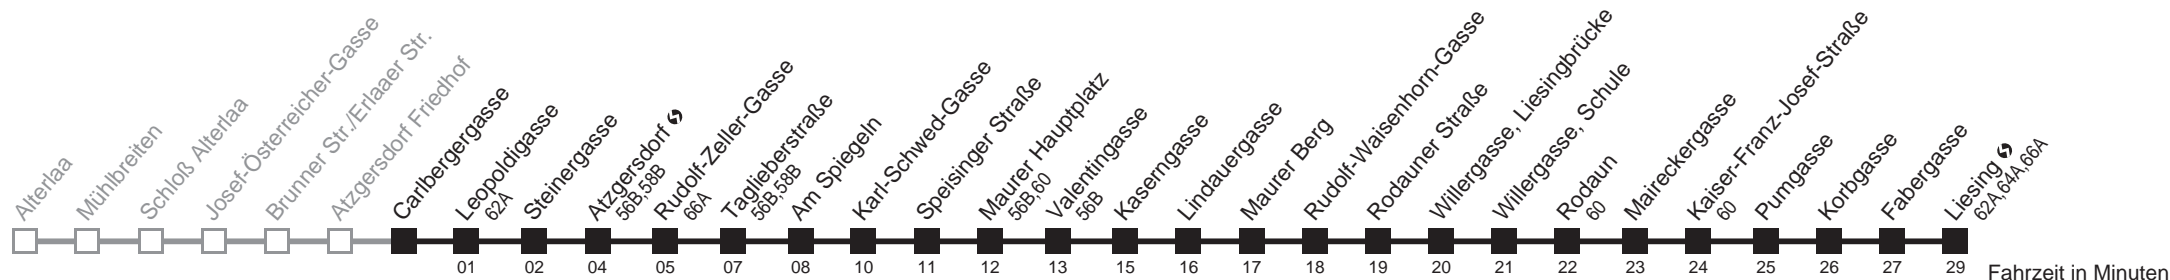 Alterlaa
Mühlbreiten
Schloß Alterlaa
Josef-Österreicher-Gasse
Brunner Str./Erlaaer Str.
Atzgersdorf Friedhof
Carlbergergasse
Leopoldigasse
62A
01
Steinergasse
02
Atzgersdorf
56B,58B
04
Rudolf-Zeller-Gasse
66A
05
Taglieberstraße
56B,58B
07
Am Spiegeln
08
Karl-Schwed-Gasse
10
Speisinger Straße
11
Maurer Hauptplatz
56B,60
12
Valentingasse
56B
13
Kaserngasse
15
Lindauergasse
16
Maurer Berg
17
Rudolf-Waisenhorn-Gasse
18
Rodauner Straße
19
Willergasse, Liesingbrücke
20
Willergasse, Schule
21
Rodaun
60
22
Maireckergasse
23
Kaiser-Franz-Josef-Straße
60
24
Pumgasse
25
Korbgasse
26
Fabergasse
27
Liesing
62A,64A,66A
29
Fahrzeit in Minuten